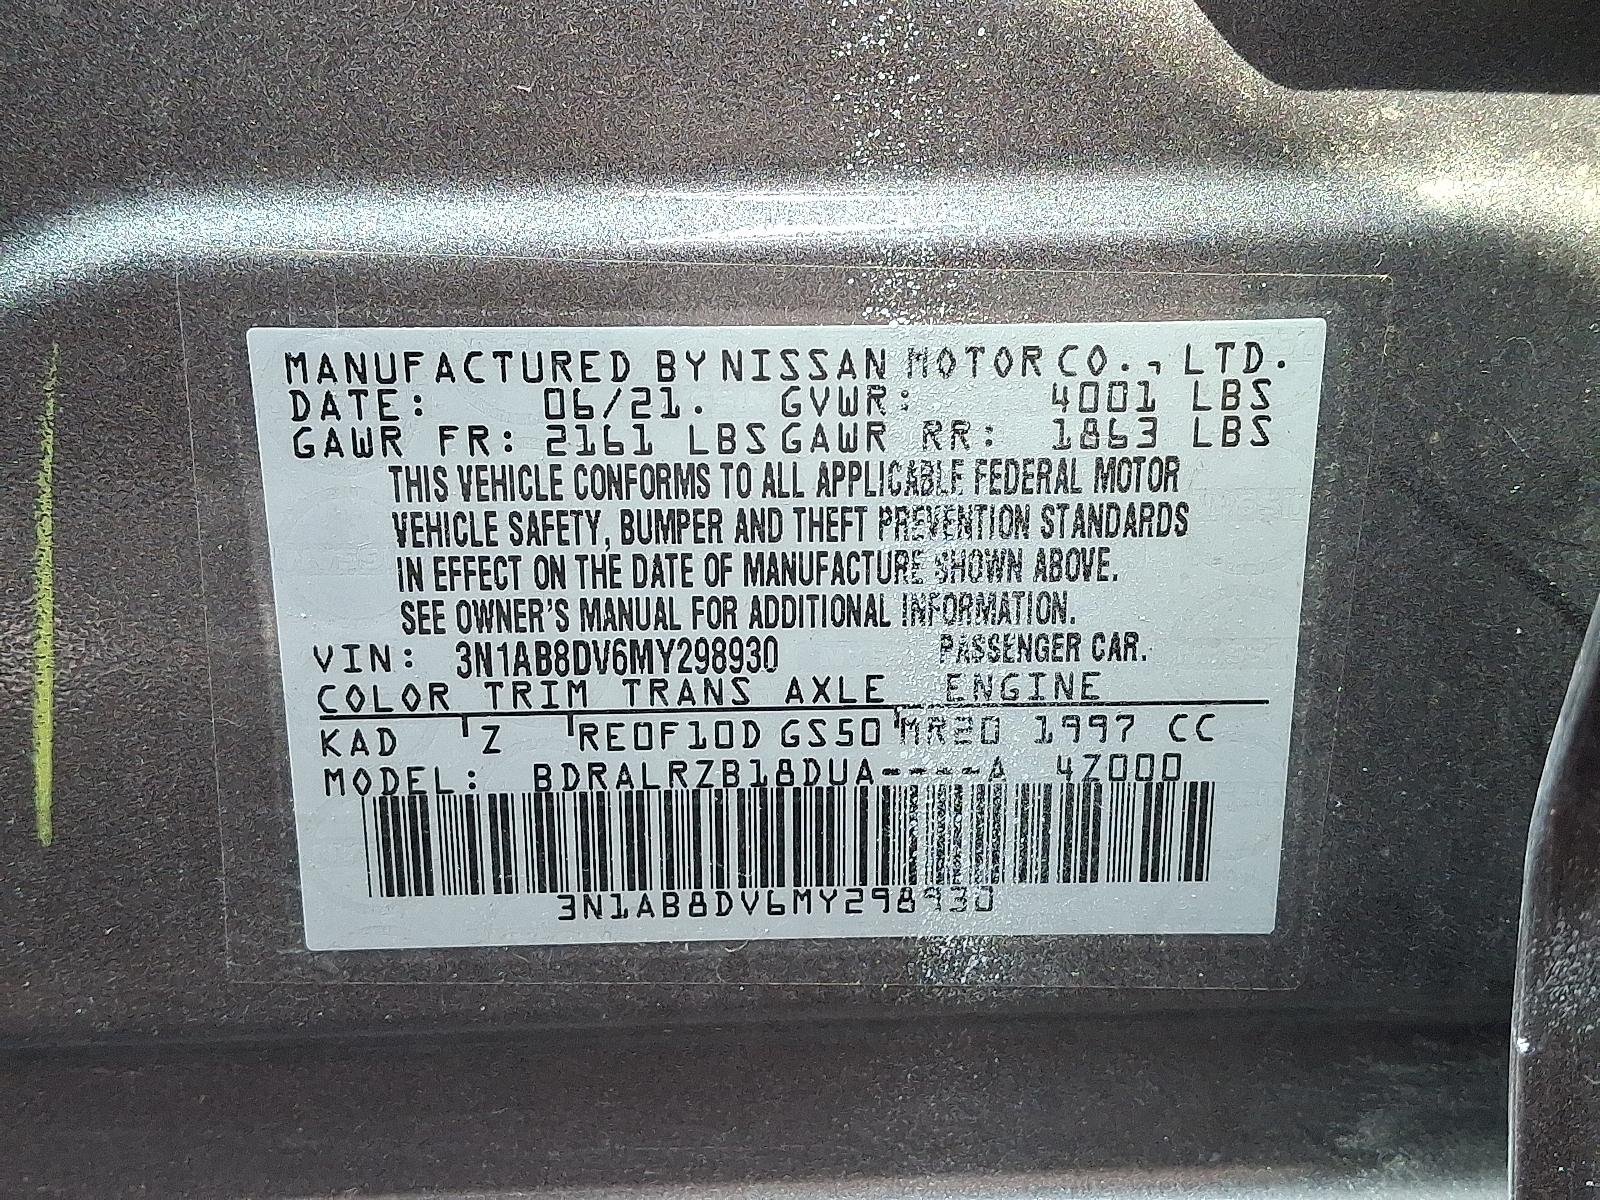 MANUFACTURED BY NISSAN MOTOR CO., LTD.
DATE: 06/21. GVWR: 4001 LBS
GAWR FR: 2161 LBS GAWR RR: 1863 LBS
THIS VEHICLE CONFORMS TO ALL APPLICABLE FEDERAL MOTOR
VEHICLE SAFETY, BUMPER AND THEFT PREVENTION STANDARDS
IN EFFECT ON THE DATE OF MANUFACTURE SHOWN ABOVE.
SEE OWNER'S MANUAL FOR ADDITIONAL INFORMATION.
VIN: 3N1AB8DV6MY298930 PASSENGER CAR.
COLOR TRIM TRANS AXLE ENGINE
KAD Z RE0F10D GS50 MR20 1997 CC
MODEL: BDRALRZB18DUA----A 4Z000
3N1AB8DV6MY298930